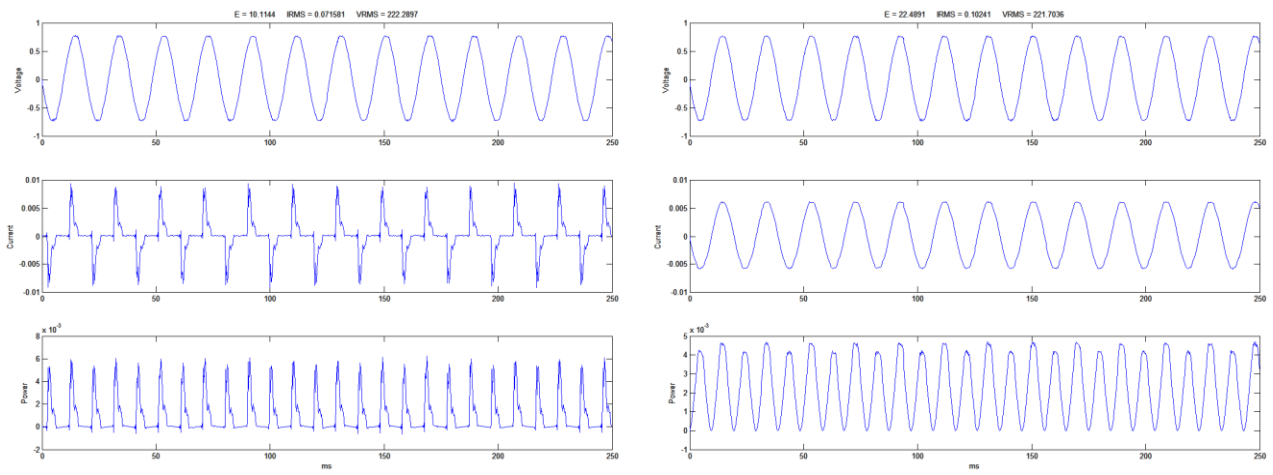 E = 10.1144 IRMS = 0.071581 VRMS = 222.2897
1
0.5
0
-0.5
-1
Voltage
0 50 100 150 200 250
0.01
0.005
0
-0.005
-0.01
Current
0 50 100 150 200 250
x 10^-3
8
6
4
2
0
-2
Power
0 50 100 150 200 250
ms
E = 22.4891 IRMS = 0.10241 VRMS = 221.7036
1
0.5
0
-0.5
-1
Voltage
0 50 100 150 200 250
0.01
0.005
0
-0.005
-0.01
Current
0 50 100 150 200 250
x 10^-3
5
4
3
2
1
0
-1
Power
0 50 100 150 200 250
ms